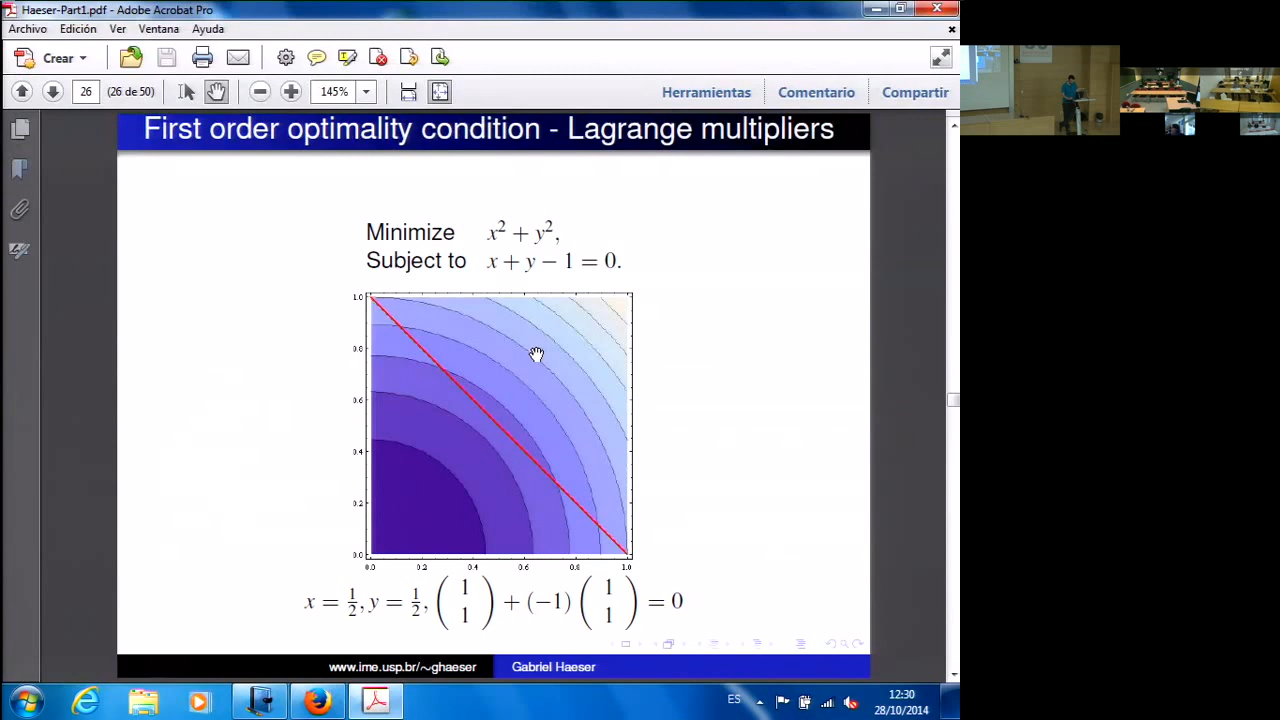 Haeser-Part1.pdf - Adobe Acrobat Pro
Archivo Edición Ver Ventana Ayuda
Crear
26 (26 de 50) 145% Herramientas Comentario Compartir
First order optimality condition - Lagrange multipliers
Minimize x² + y²,
Subject to x + y − 1 = 0.
1.0
0.8
0.6
0.4
0.2
0.0
0.0 0.2 0.4 0.6 0.8 1.0
x = 1/2, y = 1/2, (1 1) + (−1) (1 1) = 0
www.ime.usp.br/~ghaeser Gabriel Haeser
ES 12:30
28/10/2014